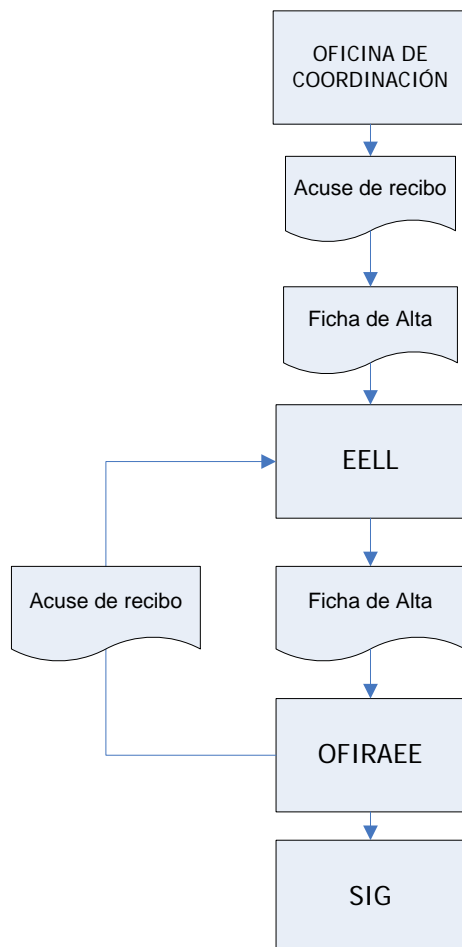 OFICINA DE
COORDINACIÓN
Acuse de recibo
Ficha de Alta
EELL
Acuse de recibo
Ficha de Alta
OFIRAEE
SIG